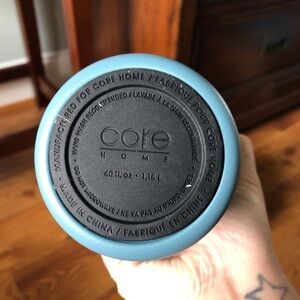 MANUFACTURED FOR CORE HOME / FABRIQUÉ POUR CORE HOME
MADE IN CHINA / FABRIQUÉ EN CHINE
HAND WASH RECOMMENDED / LAVAGE À LA MAIN RECOMMANDÉ
DO NOT MICROWAVE / NE VA PAS AU MICRO-ONDES
core
HOME
40 fl. oz • 1.18 L